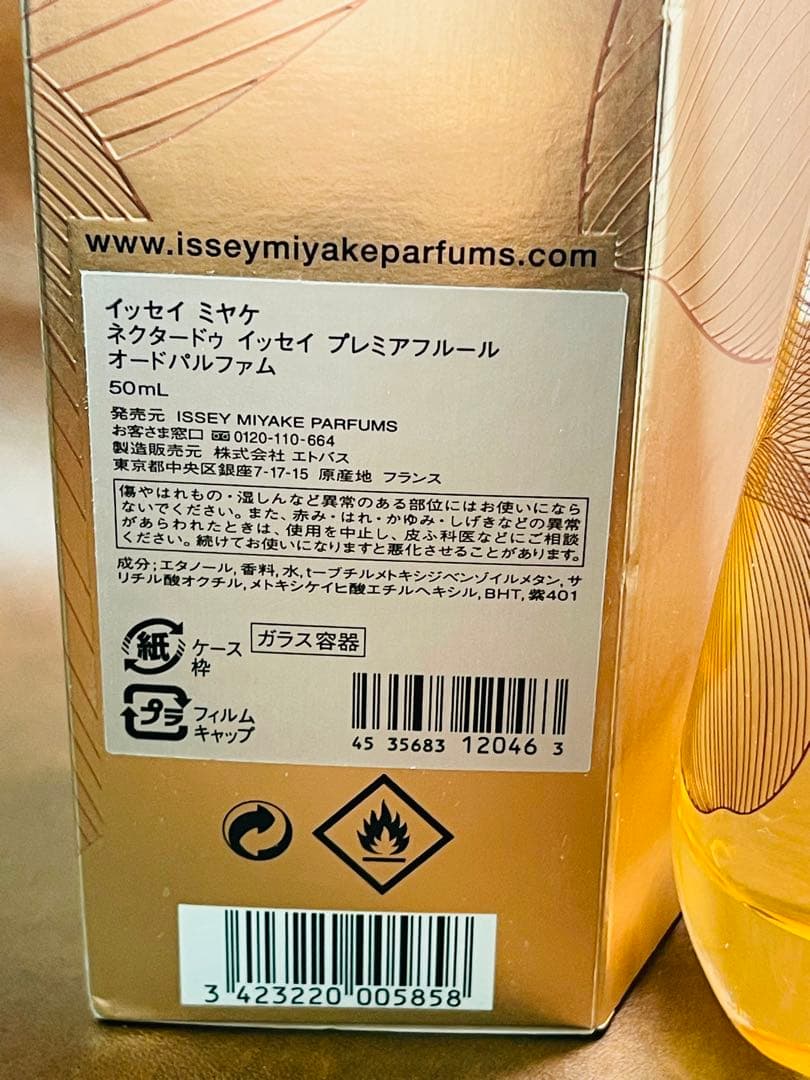 www.isseymiyakeparfums.com
イッセイ ミヤケ
ネクタードゥ イッセイ プレミアフルール
オードパルファム
50mL
発売元 ISSEY MIYAKE PARFUMS
お客さま窓口 0120-110-664
製造販売元 株式会社 エトバス
東京都中央区銀座7-17-15 原産地 フランス
傷やはれもの・湿しんなど異常のある部位にはお使いになら
ないでください。また、赤み・はれ・かゆみ・しげきなどの異常
があらわれたときは、使用を中止し、皮ふ科医などにご相談
ください。続けてお使いになりますと悪化させることがあります。
成分；エタノール,香料,水,t-ブチルメトキシジベンゾイルメタン,サ
リチル酸オクチル,メトキシケイヒ酸エチルヘキシル,BHT,紫401
紙 ケース
枠
ガラス容器
プラ フィルム
キャップ
45 35683 12046 3
3 423220 005858